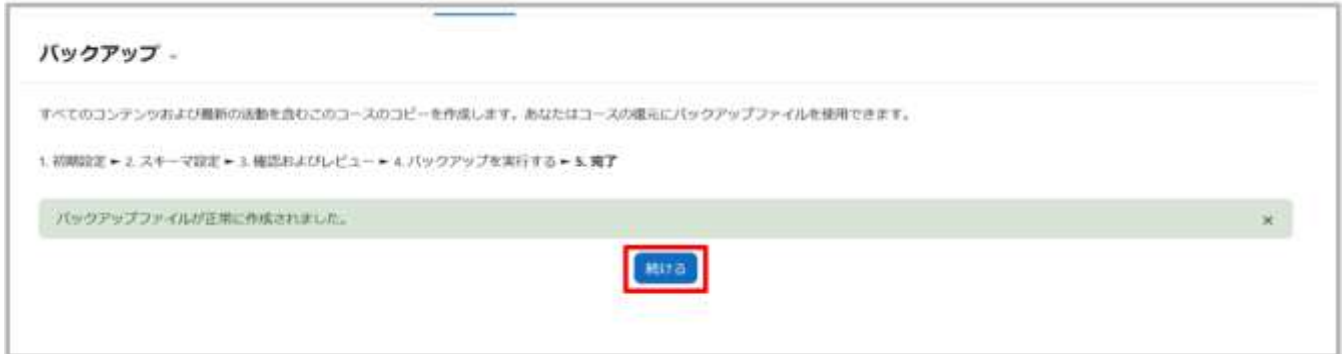 バックアップ
すべてのコンテンツおよび最新の活動を含むこのコースのコピーを作成します。あなたはコースの復元にバックアップファイルを使用できます。
1. 初期設定 ► 2. スキーマ設定 ► 3. 確認およびレビュー ► 4. バックアップを実行する ► 5. 完了
バックアップファイルが正常に作成されました。 ×
続ける